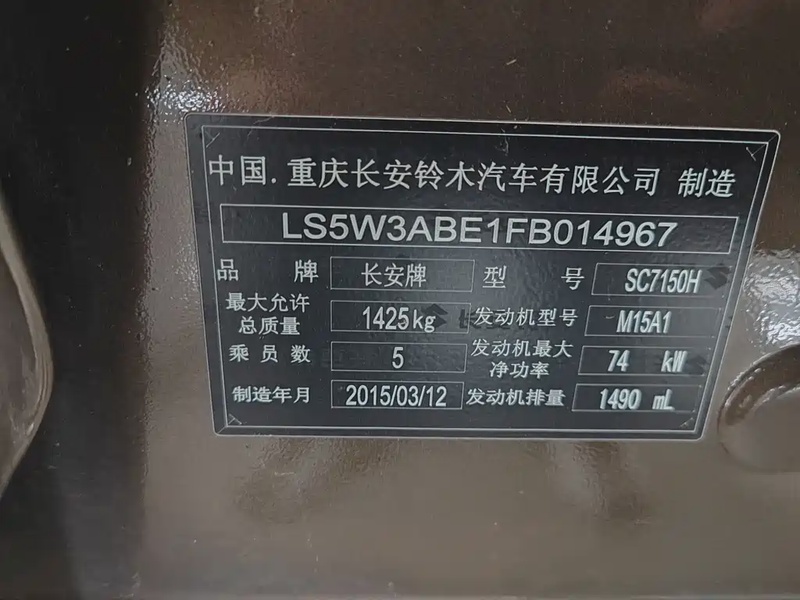 中国.重庆长安铃木汽车有限公司 制造
LS5W3ABE1FB014967
品 牌 长安牌 型 号 SC7150H
最大允许总质量 1425kg 发动机型号 M15A1
乘员数 5 发动机最大净功率 74 kW
制造年月 2015/03/12 发动机排量 1490 mL